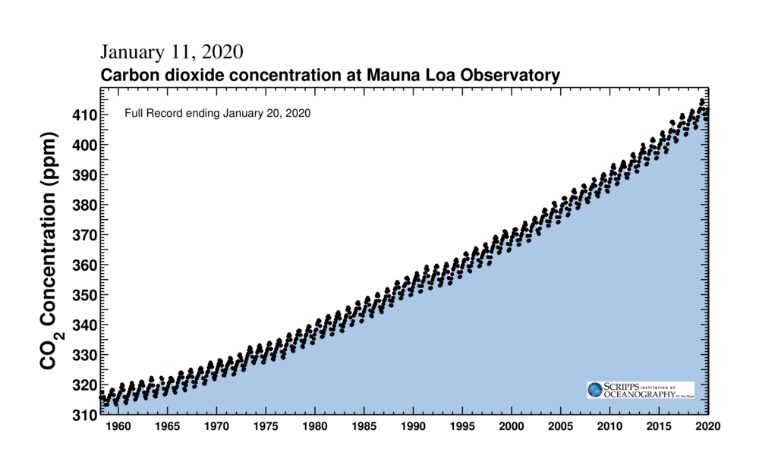 January 11, 2020
Carbon dioxide concentration at Mauna Loa Observatory
Full Record ending January 20, 2020
CO2 Concentration (ppm)
410
400
390
380
370
360
350
340
330
320
310
1960 1965 1970 1975 1980 1985 1990 1995 2000 2005 2010 2015 2020
SCRIPPS INSTITUTION OF
OCEANOGRAPHY